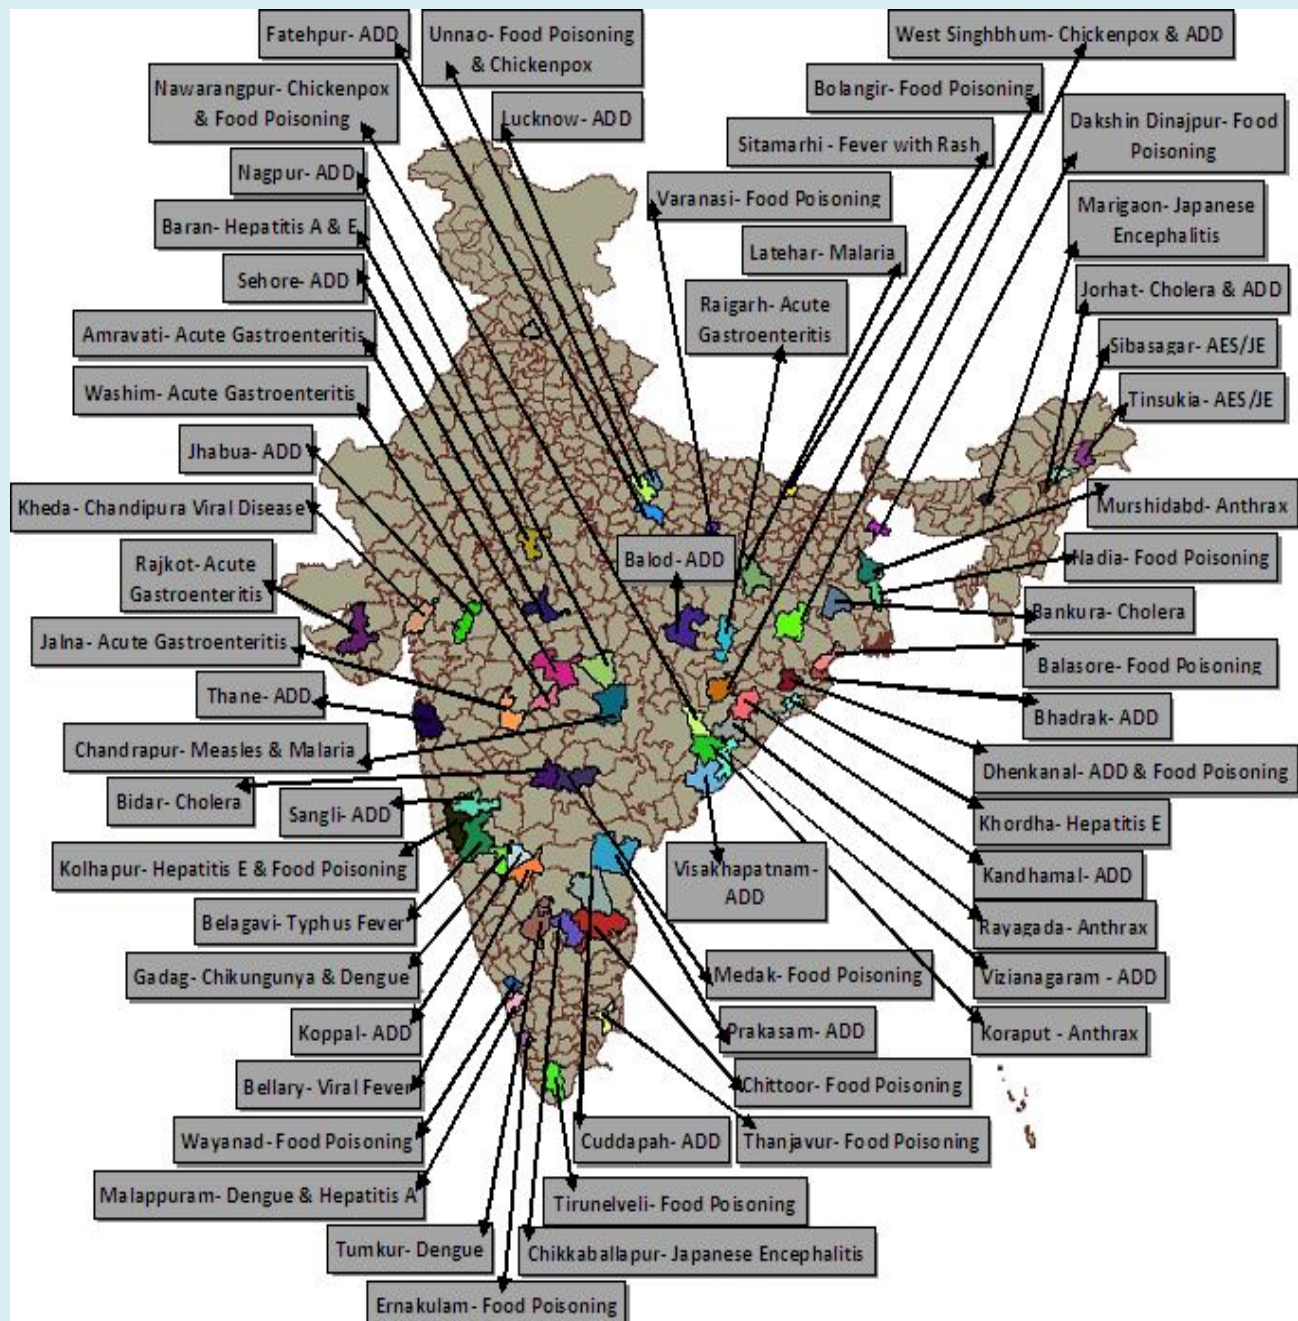 Fatehpur- ADD
Unnao- Food Poisoning
& Chickenpox
West Singhbhum- Chickenpox & ADD
Nawarangpur- Chickenpox
& Food Poisoning
Lucknow- ADD
Bolangir- Food Poisoning
Dakshin Dinajpur- Food
Poisoning
Sitamarhi - Fever with Rash
Nagpur- ADD
Varanasi- Food Poisoning
Marigaon- Japanese
Encephalitis
Baran- Hepatitis A & E
Latehar- Malaria
Sehore- ADD
Jorhat- Cholera & ADD
Raigarh- Acute
Gastroenteritis
Amravati- Acute Gastroenteritis
Sibasagar- AES/JE
Washim- Acute Gastroenteritis
Tinsukia- AES/JE
Jhabua- ADD
Kheda- Chandipura Viral Disease
Murshidabd- Anthrax
Rajkot- Acute
Gastroenteritis
Balod- ADD
Nadia- Food Poisoning
Bankura- Cholera
Jalna- Acute Gastroenteritis
Balasore- Food Poisoning
Thane- ADD
Bhadrak- ADD
Chandrapur- Measles & Malaria
Dhenkanal- ADD & Food Poisoning
Bidar- Cholera
Sangli- ADD
Khordha- Hepatitis E
Kolhapur- Hepatitis E & Food Poisoning
Visakhapatnam-
ADD
Kandhamal- ADD
Belagavi- Typhus Fever
Rayagada- Anthrax
Gadag- Chikungunya & Dengue
Medak- Food Poisoning
Vizianagaram - ADD
Koppal- ADD
Prakasam- ADD
Koraput - Anthrax
Bellary- Viral Fever
Chittoor- Food Poisoning
Wayanad- Food Poisoning
Cuddapah- ADD
Thanjavur- Food Poisoning
Malappuram- Dengue & Hepatitis A
Tirunelveli- Food Poisoning
Tumkur- Dengue
Chikkaballapur- Japanese Encephalitis
Ernakulam- Food Poisoning